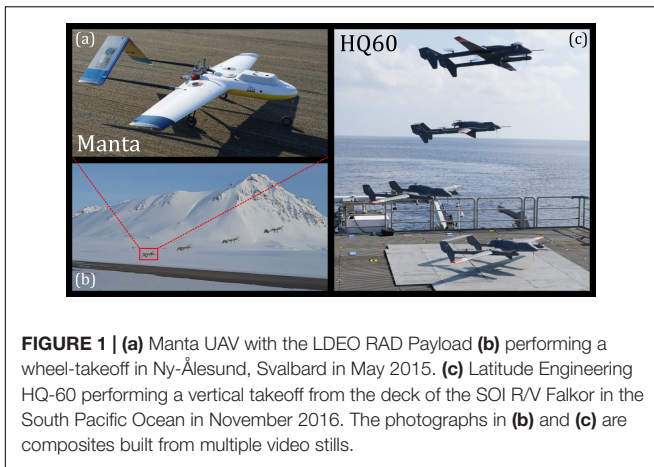 (a)
HQ60
(c)
Manta
(b)
FIGURE 1 | (a) Manta UAV with the LDEO RAD Payload (b) performing a
wheel-takeoff in Ny-Ålesund, Svalbard in May 2015. (c) Latitude Engineering
HQ-60 performing a vertical takeoff from the deck of the SOI R/V Falkor in the
South Pacific Ocean in November 2016. The photographs in (b) and (c) are
composites built from multiple video stills.